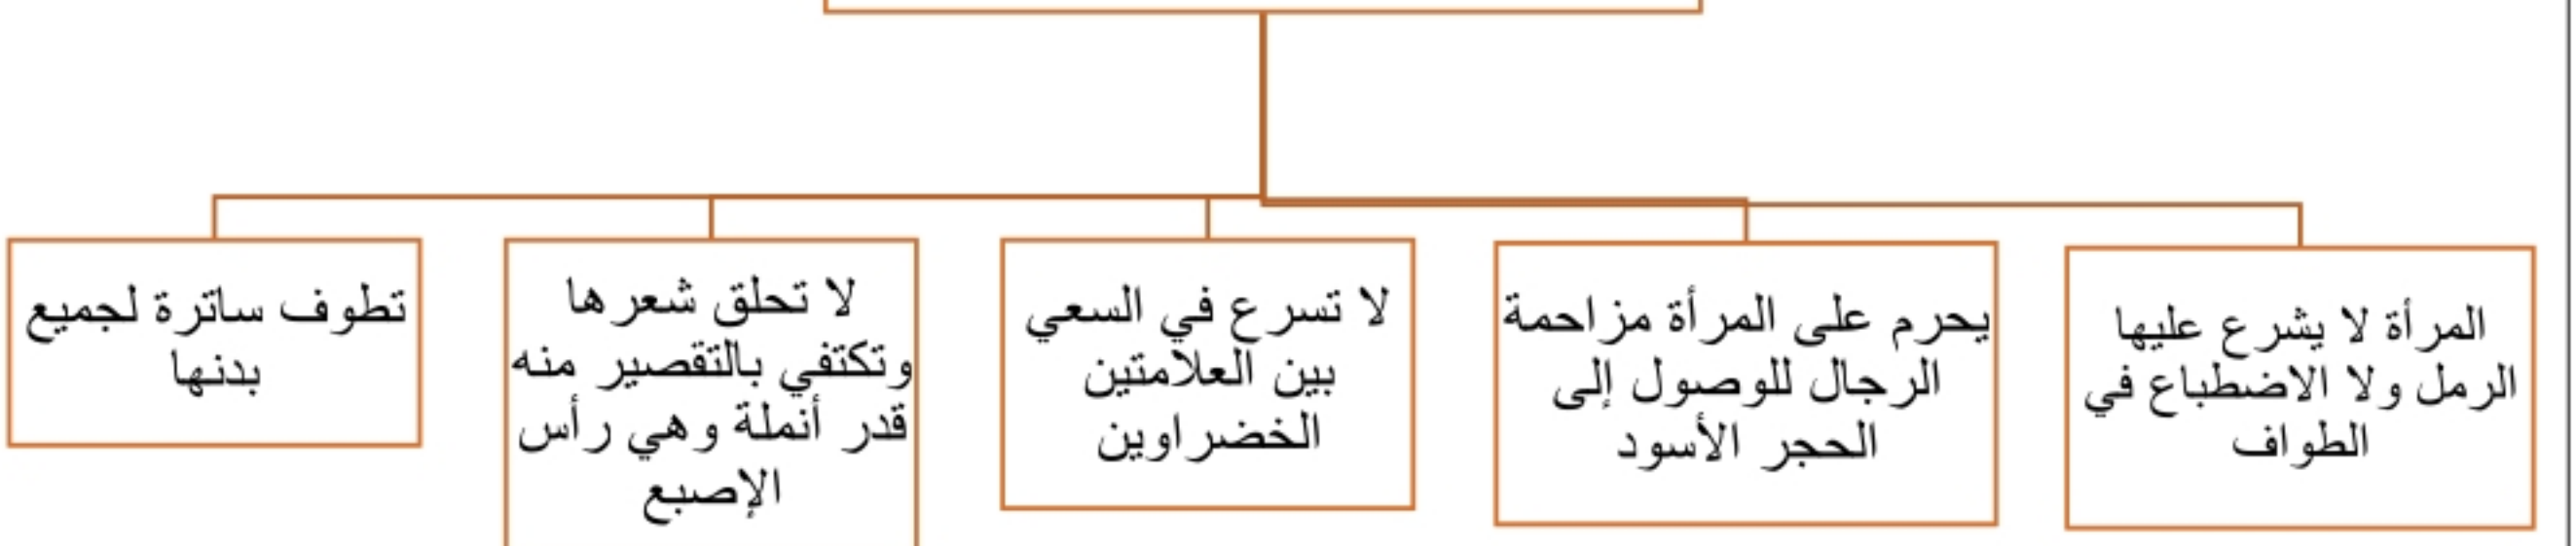 المرأة لا يشرع عليها
الرمل ولا الاضطباع في
الطواف
يحرم على المرأة مزاحمة
الرجال للوصول إلى
الحجر الأسود
لا تسرع في السعي
بين العلامتين
الخضراوين
لا تحلق شعرها
وتكتفي بالتقصير منه
قدر أنملة وهي رأس
الإصبع
تطوف ساترة لجميع
بدنها